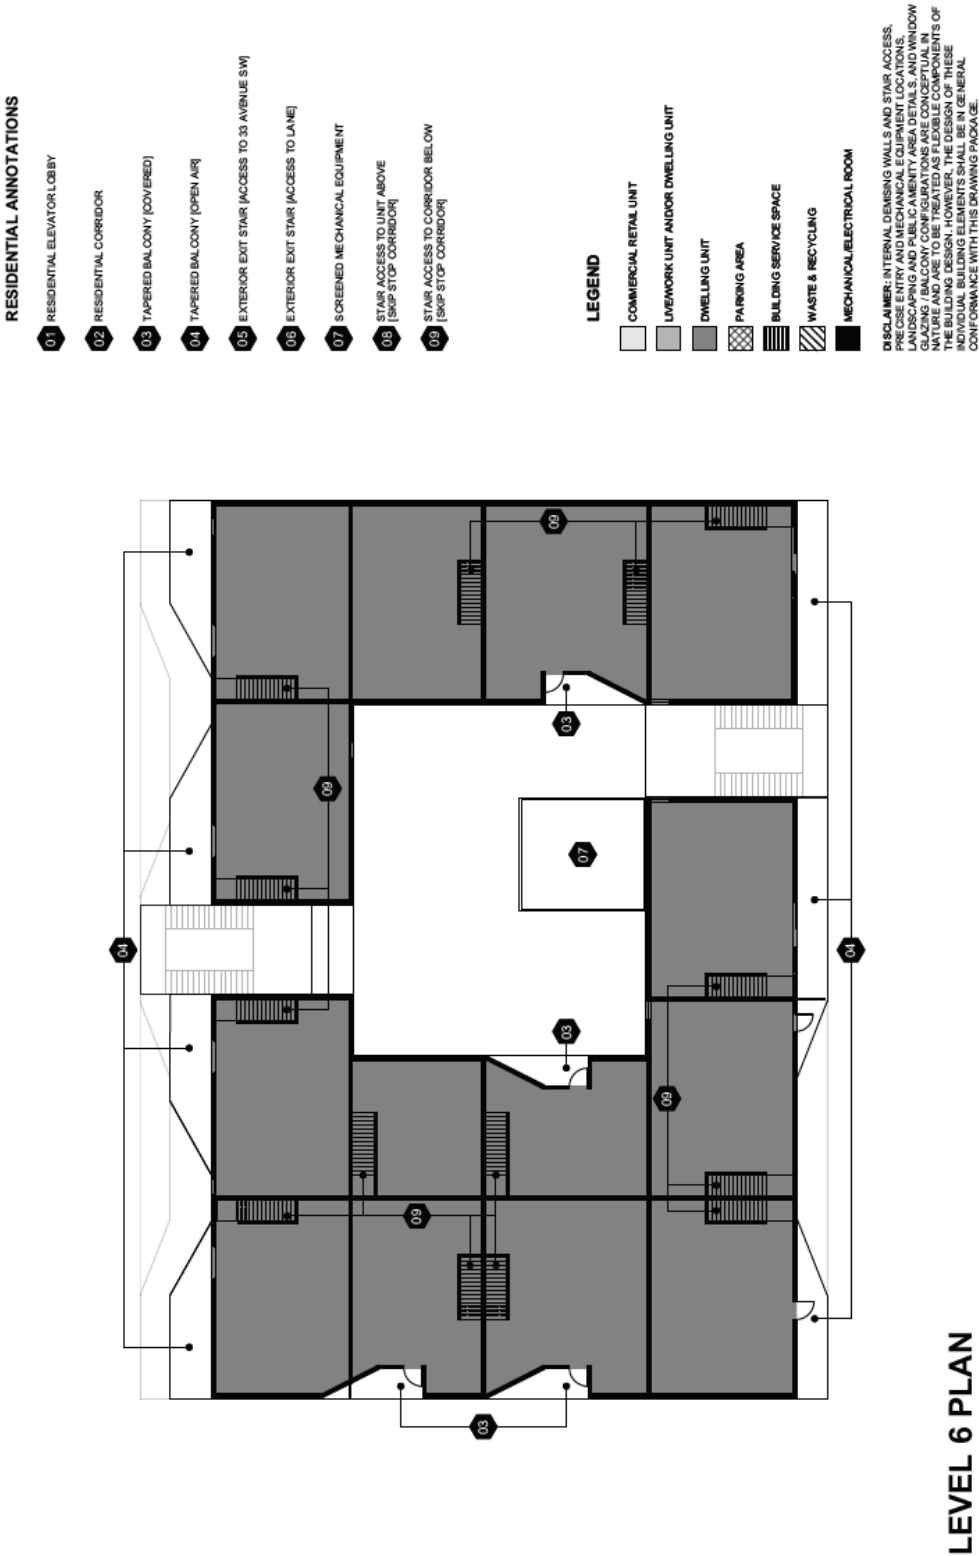 RESIDENTIAL ANNOTATIONS
01 RESIDENTIAL ELEVATOR LOBBY
02 RESIDENTIAL CORRIDOR
03 TAPERED BALCONY [COVERED]
04 TAPERED BALCONY [OPEN AIR]
05 EXTERIOR EXIT STAIR [ACCESS TO 33 AVENUE SW]
06 EXTERIOR EXIT STAIR [ACCESS TO LANE]
07 SCREENED MECHANICAL EQUIPMENT
08 STAIR ACCESS TO UNIT ABOVE
[SKIP STOP CORRIDOR]
09 STAIR ACCESS TO CORRIDOR BELOW
[SKIP STOP CORRIDOR]
LEGEND
COMMERCIAL RETAIL UNIT
LIVE/WORK UNIT AND/OR DWELLING UNIT
DWELLING UNIT
PARKING AREA
BUILDING SERVICE SPACE
WASTE & RECYCLING
MECHANICAL/ELECTRICAL ROOM
DISCLAIMER: INTERNAL DEMISING WALLS AND STAIR ACCESS,
PRECISE ENTRY AND MECHANICAL EQUIPMENT LOCATIONS,
LANDSCAPING AND PUBLIC AMENITY AREA DETAILS, AND WINDOW
GLAZING / BALCONY CONFIGURATIONS ARE CONCEPTUAL IN
NATURE AND ARE TO BE TREATED AS FLEXIBLE COMPONENTS OF
THE BUILDING DESIGN. HOWEVER, THE DESIGN OF THESE
INDIVIDUAL BUILDING ELEMENTS SHALL BE IN GENERAL
CONFORMANCE WITH THIS DRAWING PACKAGE.
04
09
09
03
07
03
09
03
09
04
LEVEL 6 PLAN